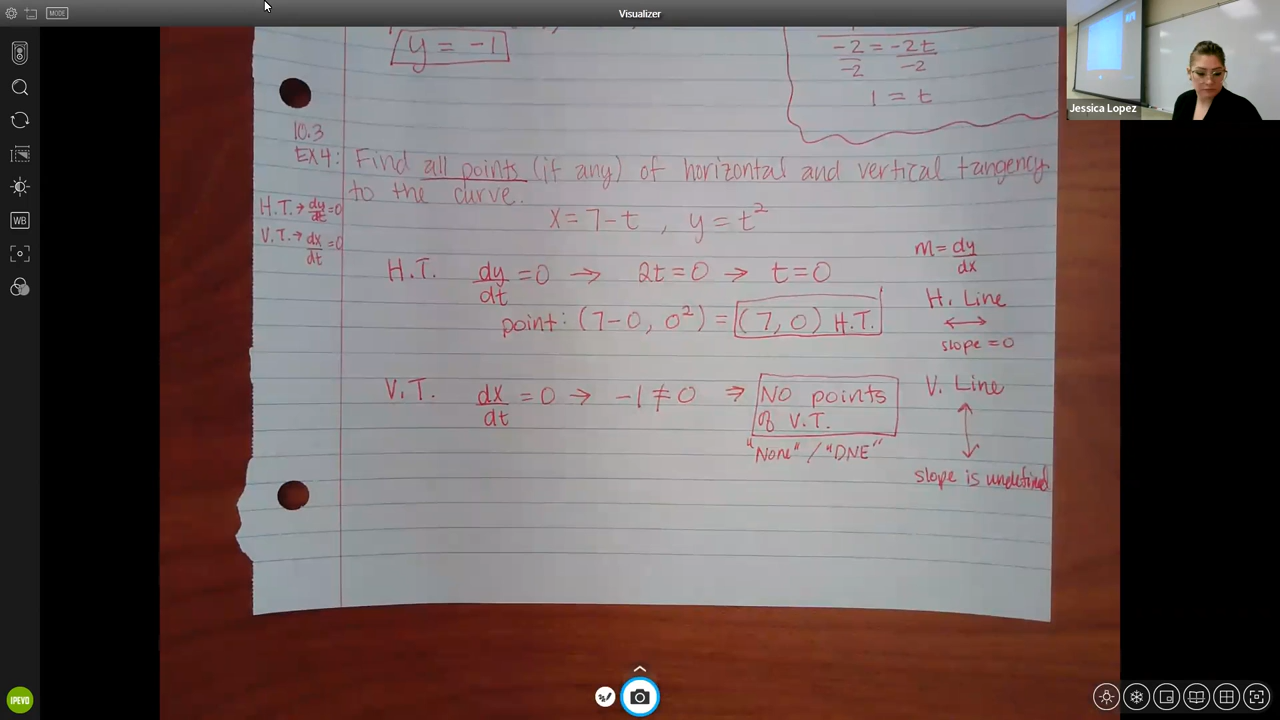 MODE
Visualizer
Jessica Lopez
y = -1
-2 = -2t
-2 -2
1 = t
10.3
EX4: Find all points (if any) of horizontal and vertical tangency
to the curve.
H.T. → dy/dt = 0
V.T. → dx/dt = 0
x = 7 - t , y = t²
H.T. dy/dt = 0 → 2t = 0 → t = 0
point: (7-0, 0²) = (7, 0) H.T.
V.T. dx/dt = 0 → -1 ≠ 0 ⇒ No points
of V.T.
"None" / "DNE"
m = dy/dx
H. Line
slope = 0
V. Line
slope is undefined
WB
IPEVO